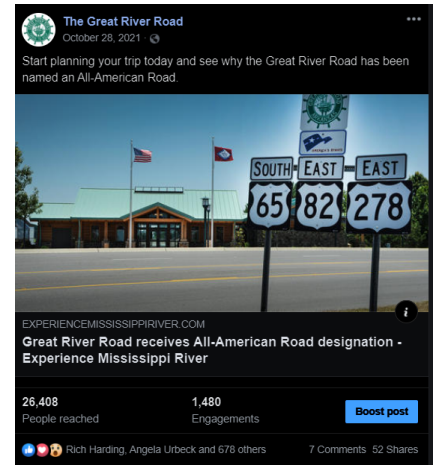 The Great River Road
October 28, 2021
Start planning your trip today and see why the Great River Road has been
named an All-American Road.
SOUTH EAST EAST
65 82 278
EXPERIENCEMISSISSIPPIRIVER.COM
Great River Road receives All-American Road designation -
Experience Mississippi River
26,408 1,480 Boost post
People reached Engagements
Rich Harding, Angela Urbeck and 678 others 7 Comments 52 Shares